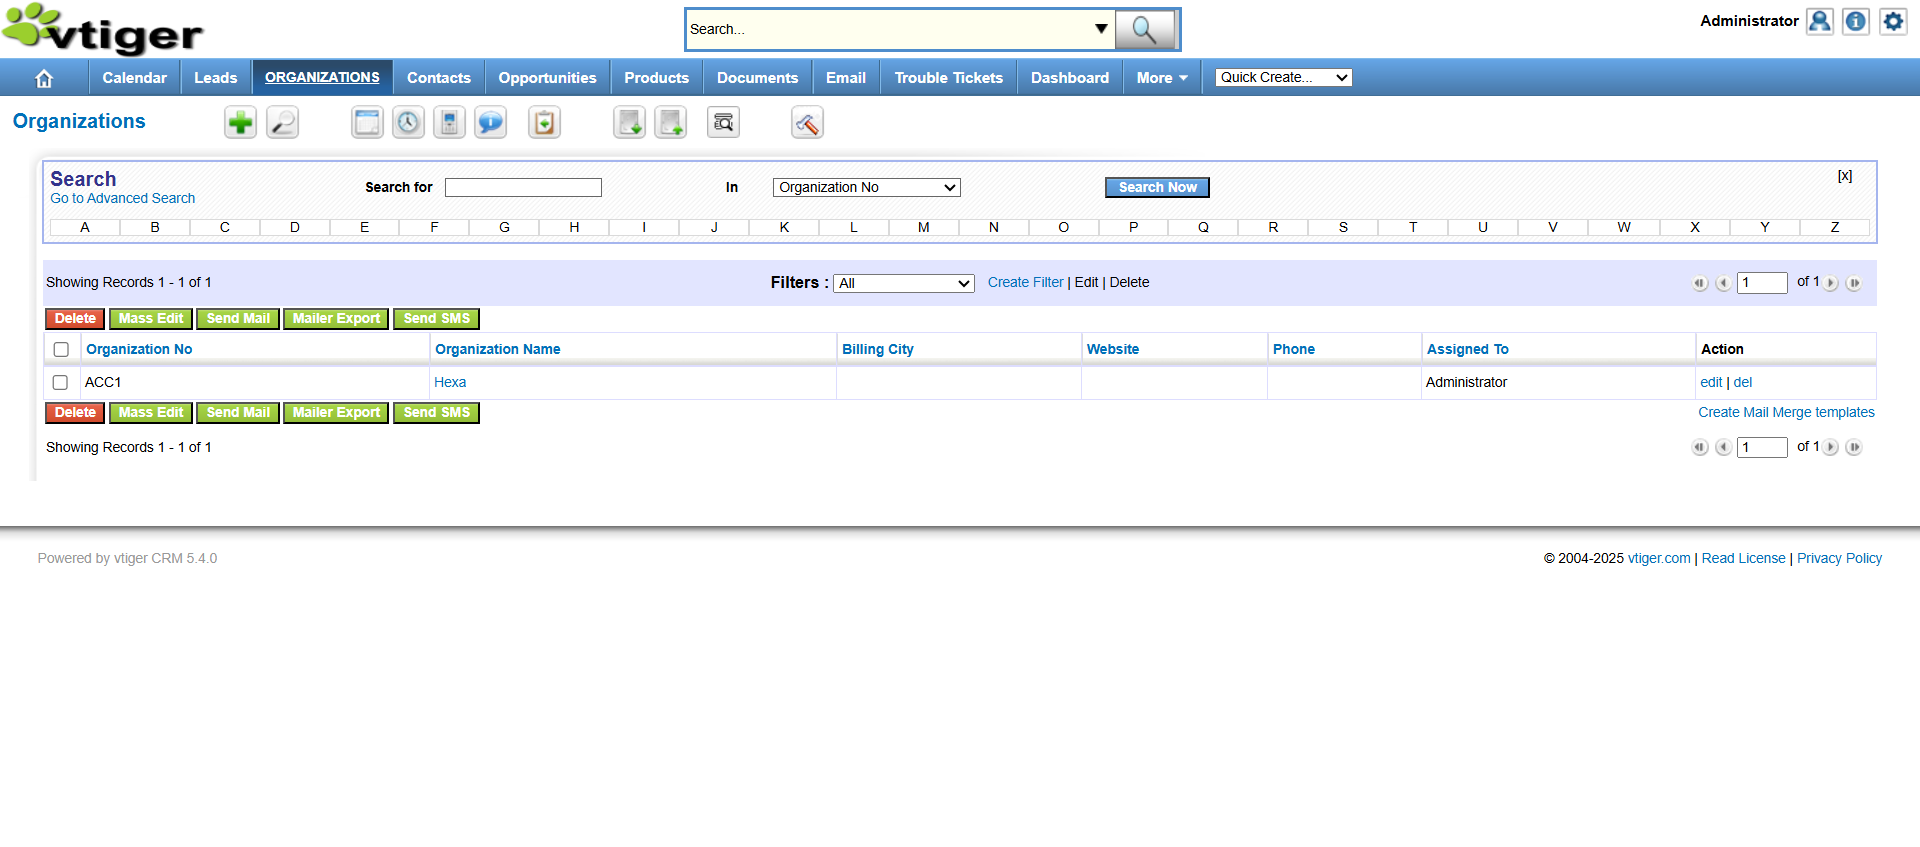 vtiger
Search...
Administrator
Calendar
Leads
ORGANIZATIONS
Contacts
Opportunities
Products
Documents
Email
Trouble Tickets
Dashboard
More
Quick Create...
Organizations
Search
Go to Advanced Search
Search for
In
Organization No
Search Now
[x]
A B C D E F G H I J K L M N O P Q R S T U V W X Y Z
Showing Records 1 - 1 of 1
Filters : All
Create Filter | Edit | Delete
1 of 1
Delete Mass Edit Send Mail Mailer Export Send SMS
Organization No Organization Name Billing City Website Phone Assigned To Action
ACC1 Hexa Administrator edit | del
Delete Mass Edit Send Mail Mailer Export Send SMS
Create Mail Merge templates
Showing Records 1 - 1 of 1
1 of 1
Powered by vtiger CRM 5.4.0
© 2004-2025 vtiger.com | Read License | Privacy Policy